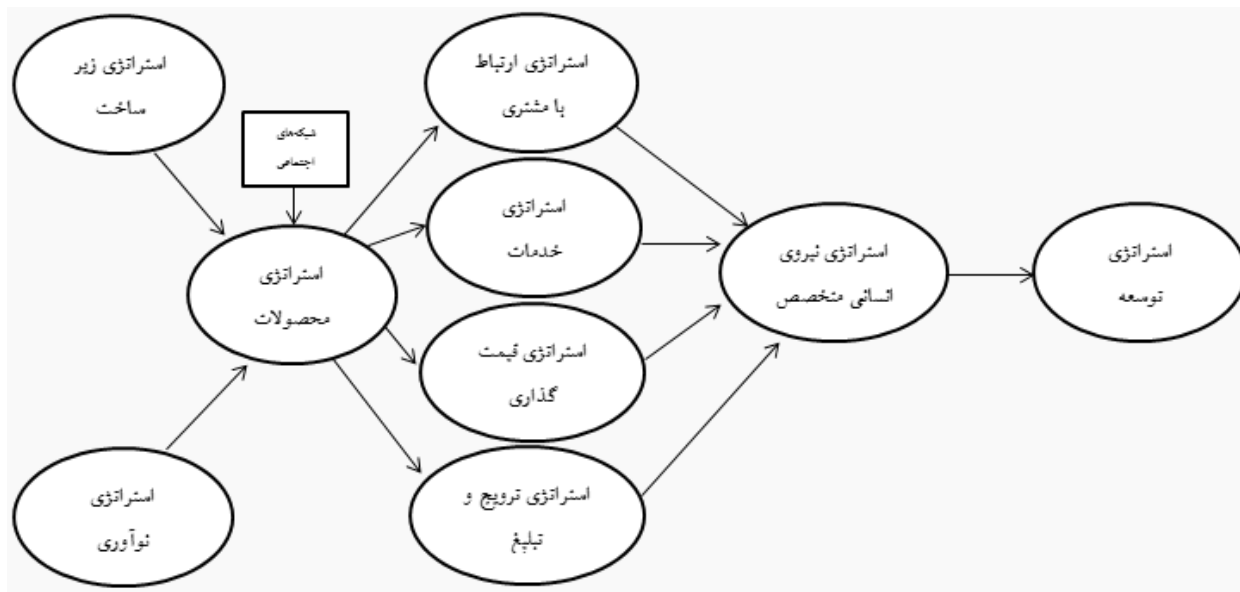 استراتژی زیر
ساخت
شبکه‌های
اجتماعی
استراتژی
محصولات
استراتژی
نوآوری
استراتژی ارتباط
با مشتری
استراتژی
خدمات
استراتژی قیمت
گذاری
استراتژی ترویج و
تبلیغ
استراتژی نیروی
انسانی متخصص
استراتژی
توسعه